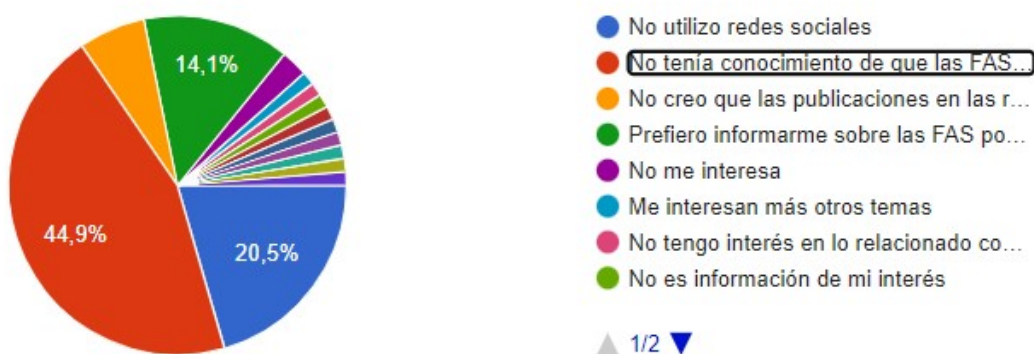 14,1%
44,9%
20,5%
No utilizo redes sociales
No tenía conocimiento de que las FAS...
No creo que las publicaciones en las r...
Prefiero informarme sobre las FAS po...
No me interesa
Me interesan más otros temas
No tengo interés en lo relacionado co...
No es información de mi interés
1/2